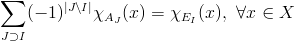 \sum_{J \supset I} (-1)^{|J \setminus I|} \chi_{A_J}(x) = \chi_{E_I}(x), \ \forall x \in X